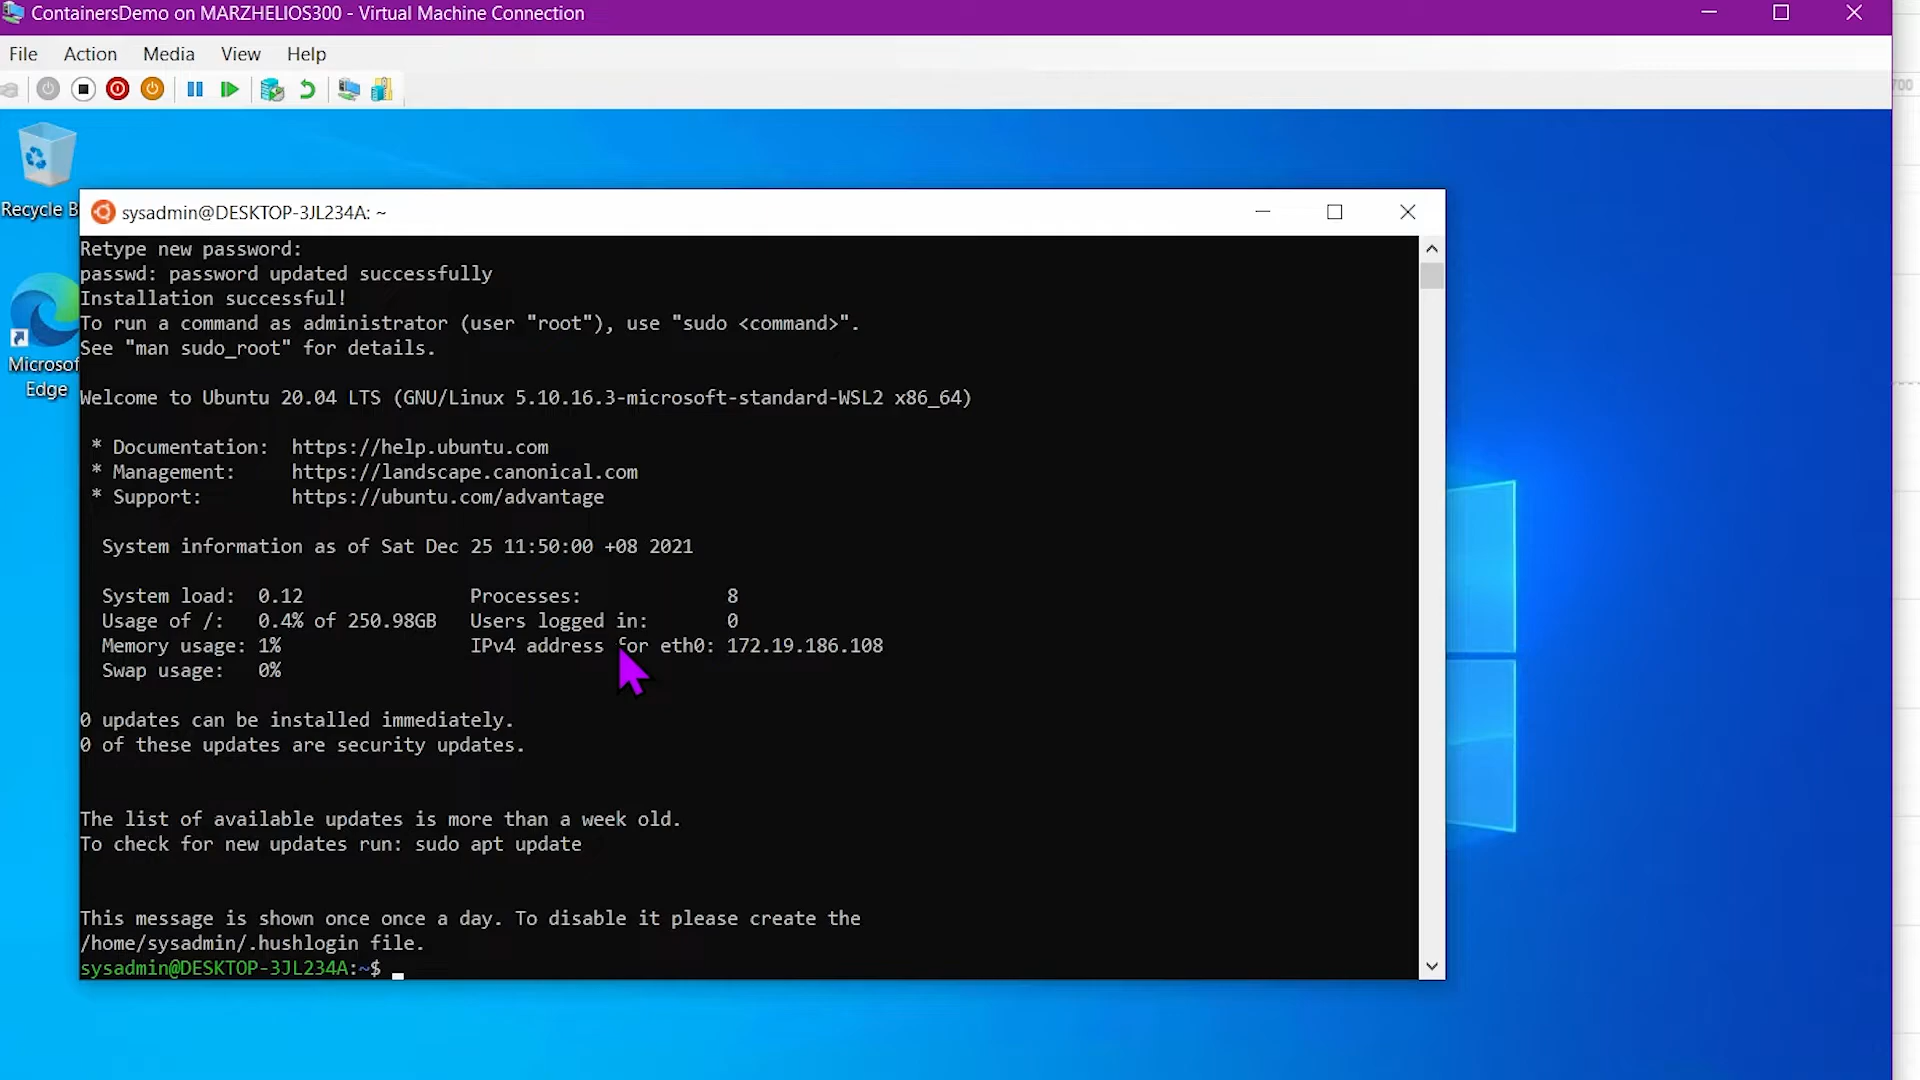 ContainersDemo on MARZHELIOS300 - Virtual Machine Connection
File Action Media View Help
700
Recycle B
Microsof
Edge
sysadmin@DESKTOP-3JL234A: ~
Retype new password:
passwd: password updated successfully
Installation successful!
To run a command as administrator (user "root"), use "sudo <command>".
See "man sudo_root" for details.
Welcome to Ubuntu 20.04 LTS (GNU/Linux 5.10.16.3-microsoft-standard-WSL2 x86_64)
* Documentation: https://help.ubuntu.com
* Management: https://landscape.canonical.com
* Support: https://ubuntu.com/advantage
System information as of Sat Dec 25 11:50:00 +08 2021
System load: 0.12 Processes: 8
Usage of /: 0.4% of 250.98GB Users logged in: 0
Memory usage: 1% IPv4 address for eth0: 172.19.186.108
Swap usage: 0%
0 updates can be installed immediately.
0 of these updates are security updates.
The list of available updates is more than a week old.
To check for new updates run: sudo apt update
This message is shown once once a day. To disable it please create the
/home/sysadmin/.hushlogin file.
sysadmin@DESKTOP-3JL234A:~$